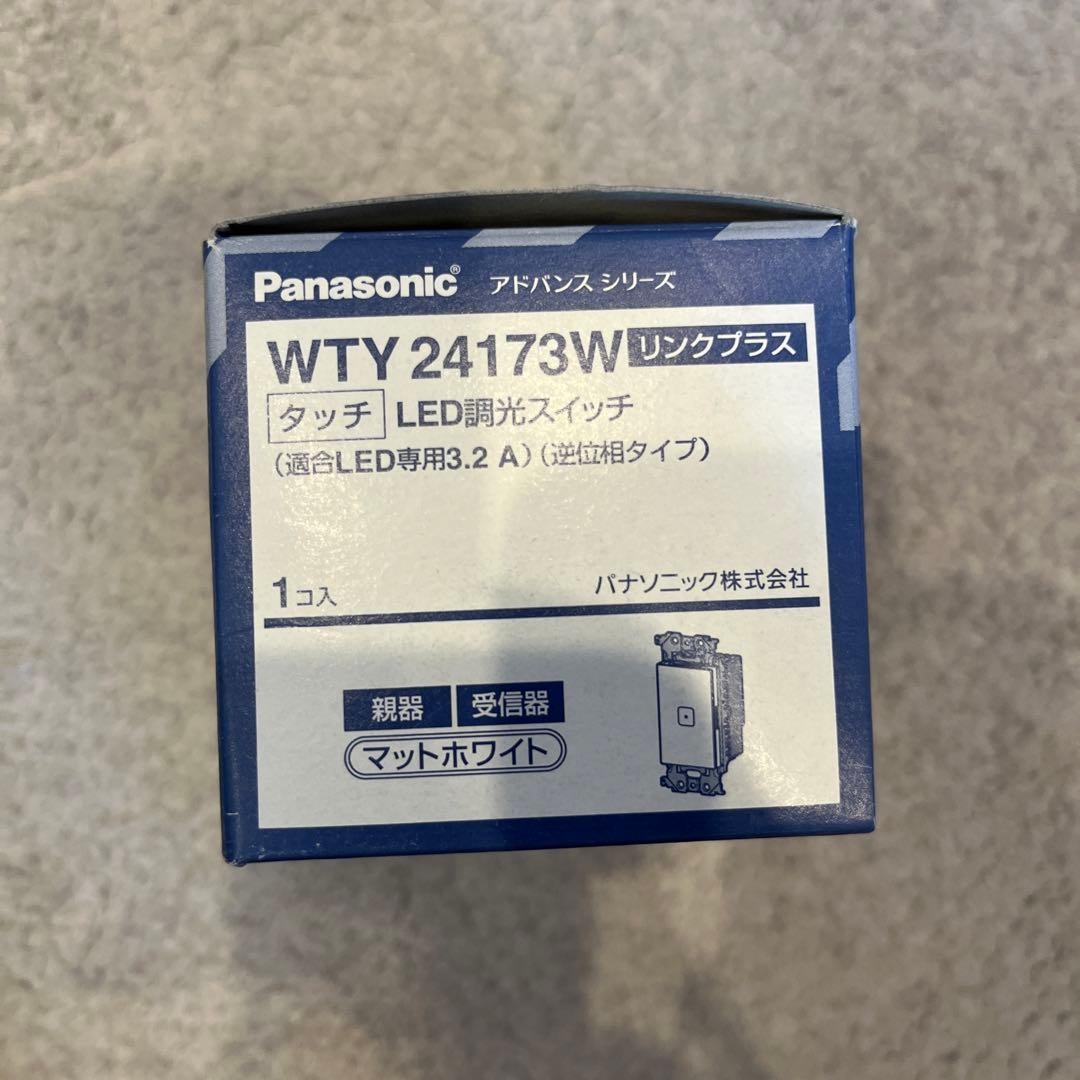 Panasonic® アドバンス シリーズ
WTY 24173W リンクプラス
タッチ LED調光スイッチ
(適合LED専用3.2 A)(逆位相タイプ)
1コ入 パナソニック株式会社
親器 受信器
マットホワイト